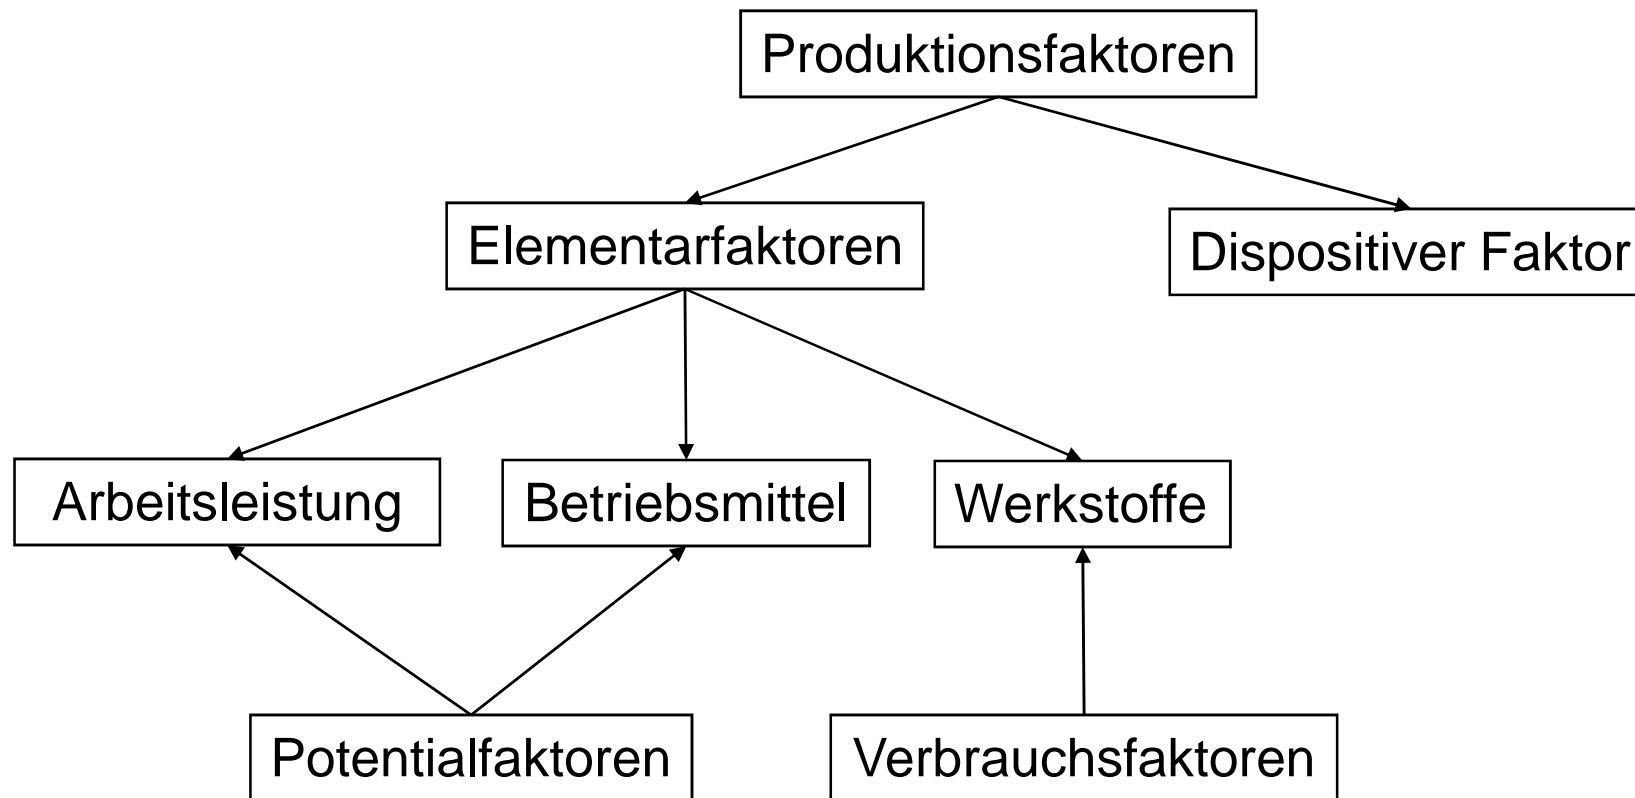 Produktionsfaktoren
Elementarfaktoren
Dispositiver Faktor
Arbeitsleistung
Betriebsmittel
Werkstoffe
Potentialfaktoren
Verbrauchsfaktoren